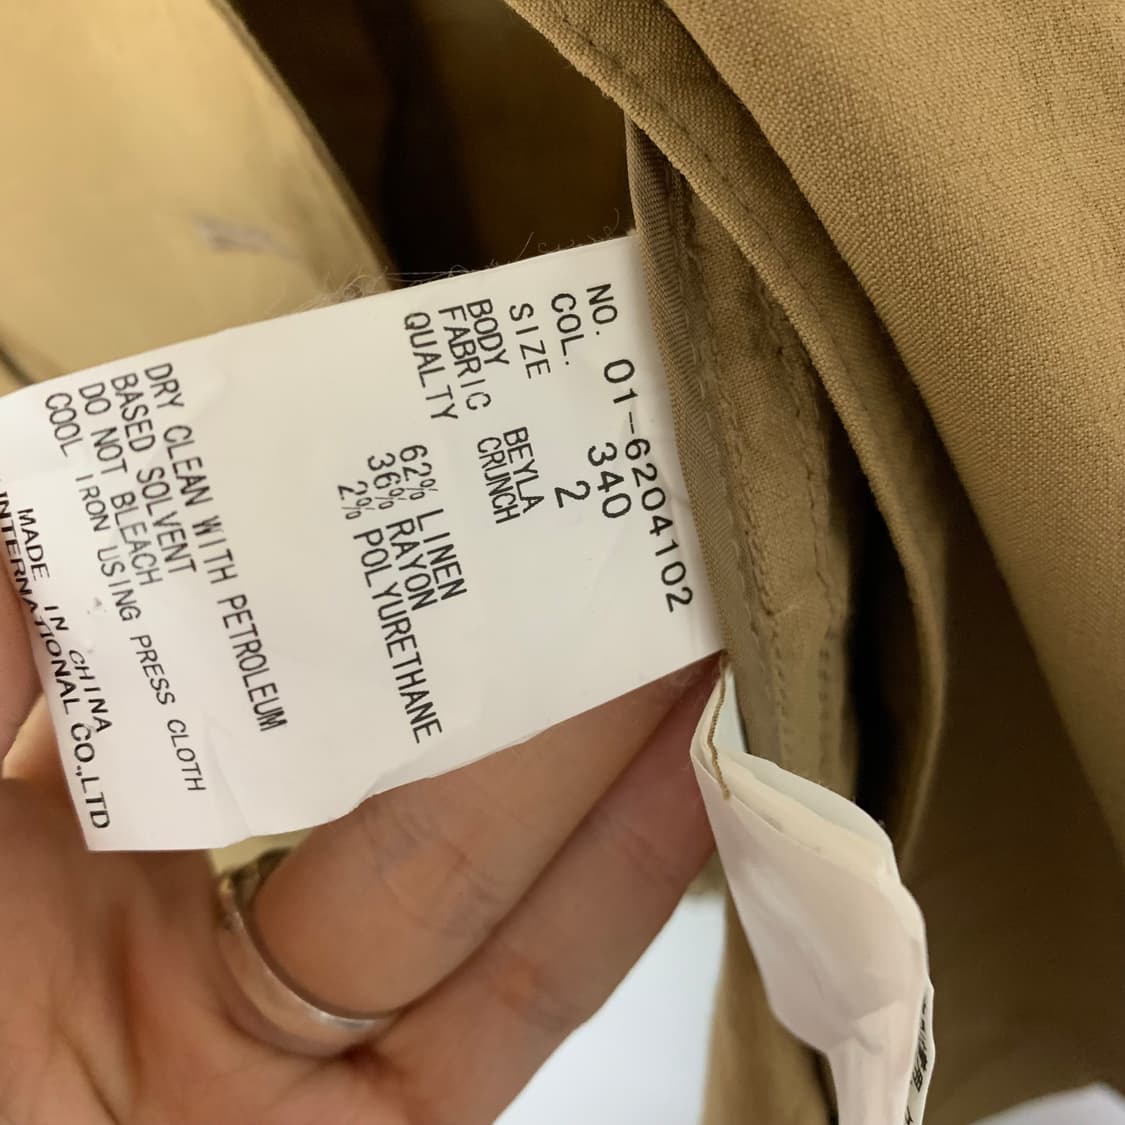 NO. 01-6204102
COL. 340
SIZE 2
BODY BEYLA
FABRIC CRUNCH
QUALTY 62% LINEN
36% RAYON
2% POLYURETHANE
DRY CLEAN WITH PETROLEUM
BASED SOLVENT
DO NOT BLEACH
COOL IRON USING PRESS CLOTH
MADE IN CHINA
INTERNATIONAL CO.,LTD